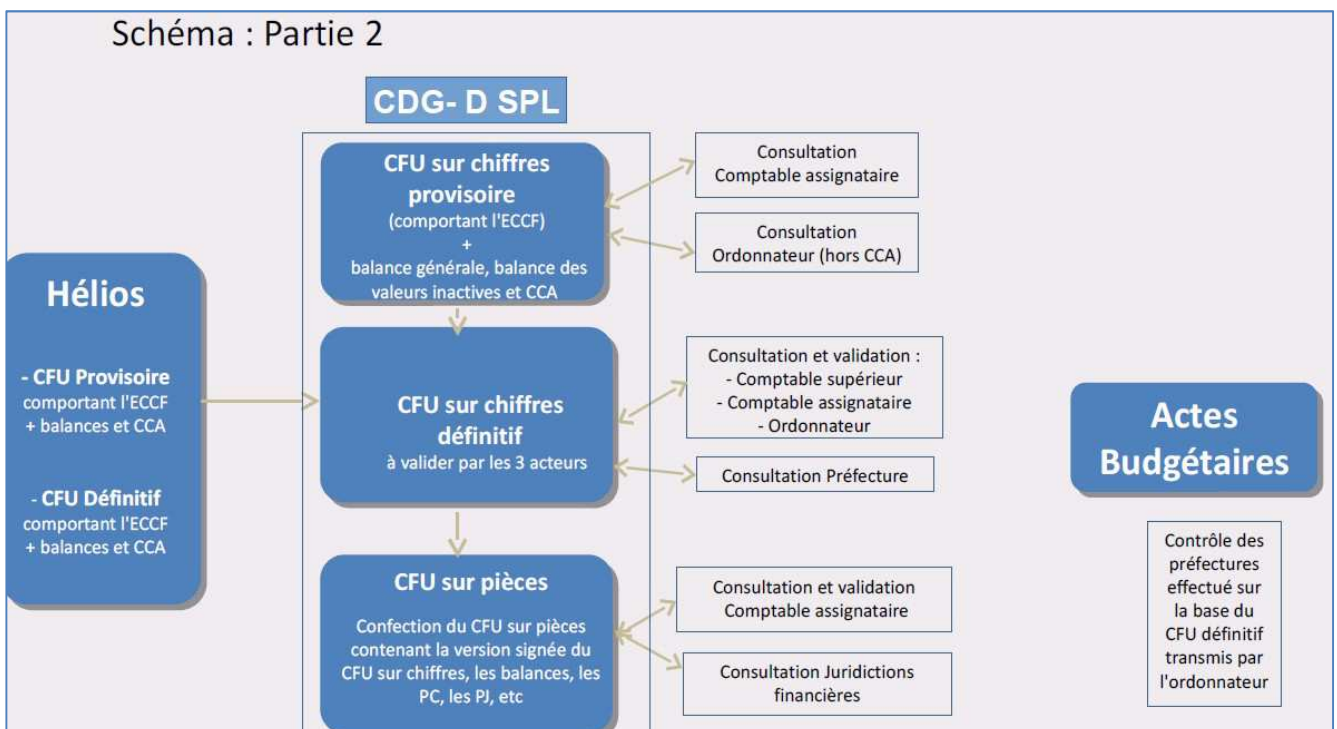 Schéma : Partie 2
CDG- D SPL
CFU sur chiffres
provisoire
(comportant l'ECCF)
+
balance générale, balance des
valeurs inactives et CCA
Consultation
Comptable assignataire
Consultation
Ordonnateur (hors CCA)
Hélios
- CFU Provisoire
comportant l'ECCF
+ balances et CCA
- CFU Définitif
comportant l'ECCF
+ balances et CCA
CFU sur chiffres
définitif
à valider par les 3 acteurs
Consultation et validation :
- Comptable supérieur
- Comptable assignataire
- Ordonnateur
Consultation Préfecture
CFU sur pièces
Confection du CFU sur pièces
contenant la version signée du
CFU sur chiffres, les balances, les
PC, les PJ, etc
Consultation et validation
Comptable assignataire
Consultation Juridictions
financières
Actes
Budgétaires
Contrôle des
préfectures
effectué sur
la base du
CFU définitif
transmis par
l'ordonnateur